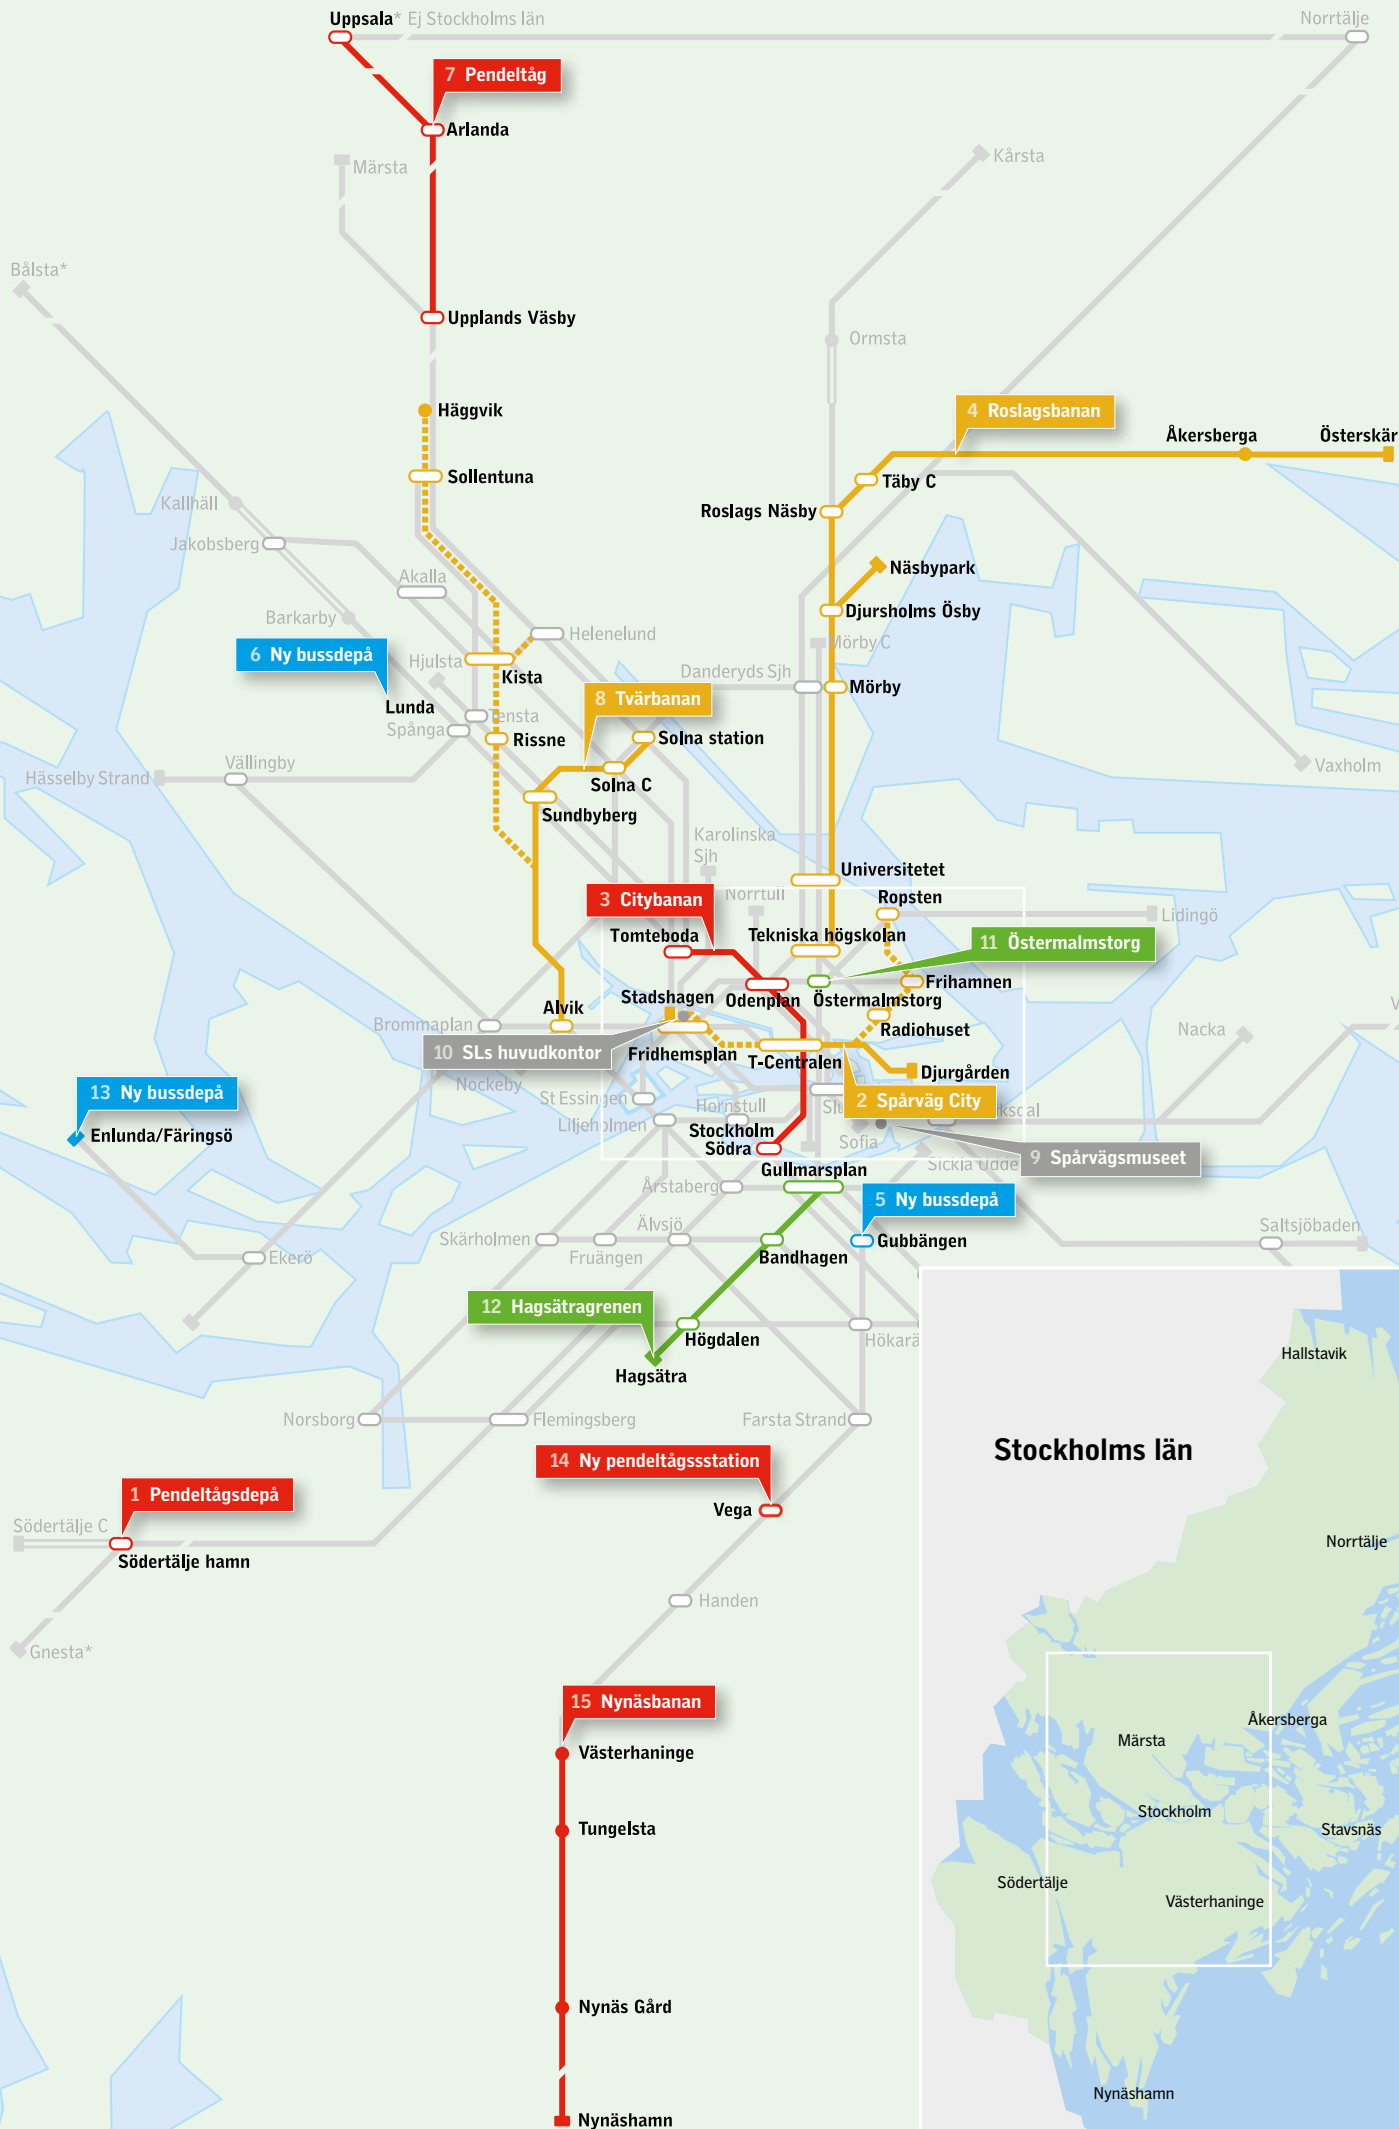 Uppsala* Ej Stockholms län
Norrtälje
7 Pendeltåg
Arlanda
Märsta
Kårsta
Bålsta*
Upplands Väsby
Ormsta
Häggvik
4 Roslagsbanan
Åkersberga
Österskär
Sollentuna
Täby C
Kallhäll
Roslags Näsby
Jakobsberg
Akalla
Näsbypark
Barkarby
Djursholms Ösby
Helenelund
Mörby C
6 Ny bussdepå
Hjulsta
Kista
Danderyds Sjh
Mörby
Lunda
8 Tvärbanan
Tensta
Spånga
Rissne
Solna station
Vällingby
Hässelby Strand
Solna C
Vaxholm
Sundbyberg
Karolinska
Sjh
Universitetet
3 Citybanan
Norrtull
Ropsten
Lidingö
Tomteboda
Tekniska högskolan
11 Östermalmstorg
Frihamnen
Stadshagen
Odenplan
Östermalmstorg
Alvik
Brommaplan
Radiohuset
Nacka
10 SLs huvudkontor
Fridhemsplan
T-Centralen
Djurgården
Nockeby
13 Ny bussdepå
St Essingen
Hornstull
2 Spårväg City
Liljeholmen
Enlunda/Färingsö
Stockholm
Södra
Sofia
9 Spårvägsmuseet
Sickla Udde
Gullmarsplan
Årstaberg
5 Ny bussdepå
Älvsjö
Saltsjöbaden
Skärholmen
Fruängen
Bandhagen
Gubbängen
Ekerö
12 Hagsätragrenen
Högdalen
Hagsätra
Norsborg
Flemingsberg
Farsta Strand
14 Ny pendeltågssstation
1 Pendeltågsdepå
Vega
Södertälje C
Södertälje hamn
Handen
Gnesta*
15 Nynäsbanan
Västerhaninge
Tungelsta
Nynäs Gård
Nynäshamn
Stockholms län
Hallstavik
Norrtälje
Åkersberga
Märsta
Stockholm
Stavsnäs
Södertälje
Västerhaninge
Nynäshamn